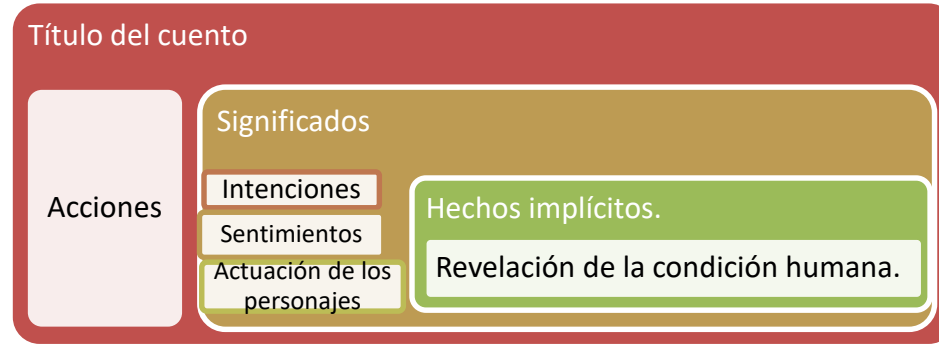 Título del cuento
Acciones
Significados
Intenciones
Sentimientos
Actuación de los
personajes
Hechos implícitos.
Revelación de la condición humana.